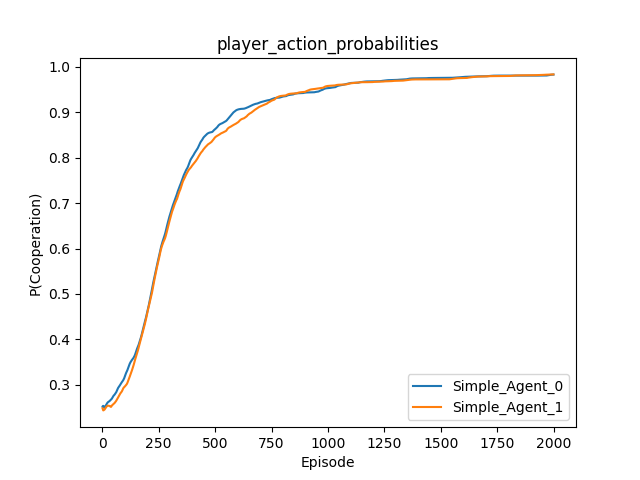 player_action_probabilities
1.0
0.9
0.8
0.7
0.6
0.5
0.4
0.3
P(Cooperation)
Simple_Agent_0
Simple_Agent_1
0 250 500 750 1000 1250 1500 1750 2000
Episode